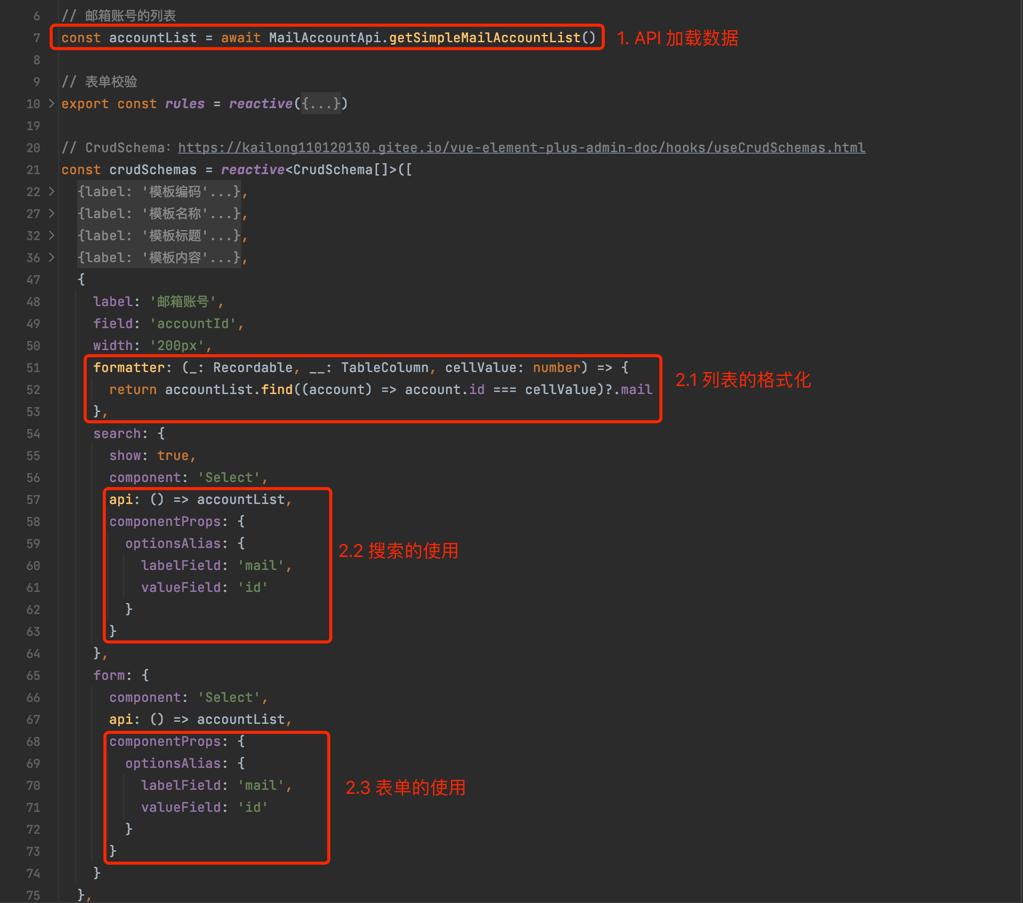 6 // 邮箱账号的列表
7 const accountList = await MailAccountApi.getSimpleMailAccountList() 1. API 加载数据
8
9 // 表单校验
10 export const rules = reactive({...})
19
20 // CrudSchema: https://kailong110120130.gitee.io/vue-element-plus-admin-doc/hooks/useCrudSchemas.html
21 const crudSchemas = reactive<CrudSchema[]>([
22 {label: '模板编码'...},
27 {label: '模板名称'...},
32 {label: '模板标题'...},
36 {label: '模板内容'...},
47 {
48 label: '邮箱账号',
49 field: 'accountId',
50 width: '200px',
51 formatter: (_: Recordable, __: TableColumn, cellValue: number) => {
52 return accountList.find((account) => account.id === cellValue)?.mail 2.1 列表的格式化
53 },
54 search: {
55 show: true,
56 component: 'Select',
57 api: () => accountList,
58 componentProps: {
59 optionsAlias: { 2.2 搜索的使用
60 labelField: 'mail',
61 valueField: 'id'
62 }
63 }
64 },
65 form: {
66 component: 'Select',
67 api: () => accountList,
68 componentProps: {
69 optionsAlias: {
70 labelField: 'mail', 2.3 表单的使用
71 valueField: 'id'
72 }
73 }
74 }
75 },